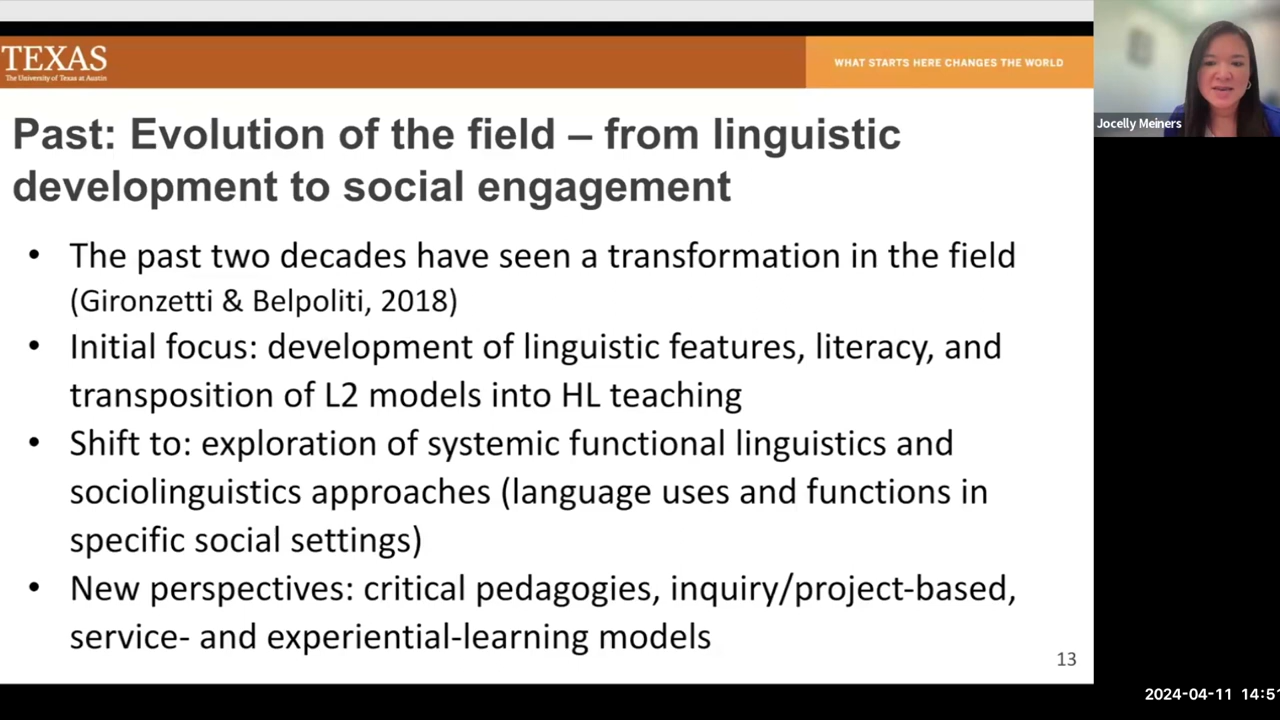 TEXAS
The University of Texas at Austin
WHAT STARTS HERE CHANGES THE WORLD
Jocelly Meiners
Past: Evolution of the field – from linguistic
development to social engagement
• The past two decades have seen a transformation in the field
(Gironzetti & Belpoliti, 2018)
• Initial focus: development of linguistic features, literacy, and
transposition of L2 models into HL teaching
• Shift to: exploration of systemic functional linguistics and
sociolinguistics approaches (language uses and functions in
specific social settings)
• New perspectives: critical pedagogies, inquiry/project-based,
service- and experiential-learning models
13
2024-04-11 14:51